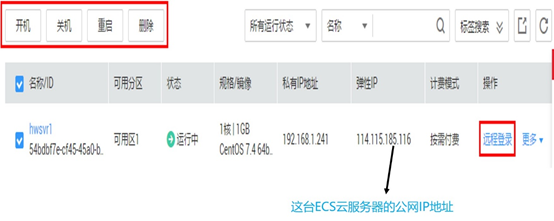 开机 关机 重启 删除 所有运行状态 名称 标签搜索
名称/ID 可用分区 状态 规格/镜像 私有IP地址 弹性IP 计费模式 操作
hwsvr1
54bdbf7e-cf45-45a0-b.. 可用区1 运行中 1核 | 1GB
CentOS 7.4 64b.. 192.168.1.241 114.115.185.116 按需付费 远程登录 更多
这台ECS云服务器的公网IP地址